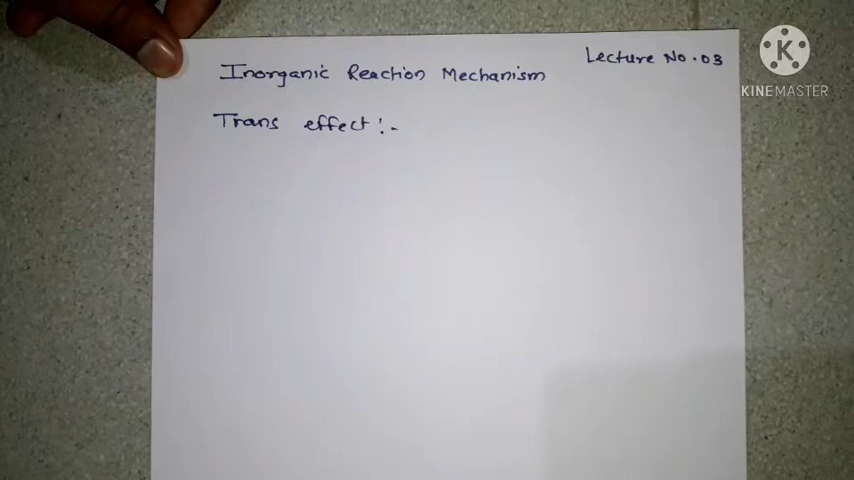 Lecture No. 03
Inorganic Reaction Mechanism
Trans effect :-
K
KINEMASTER